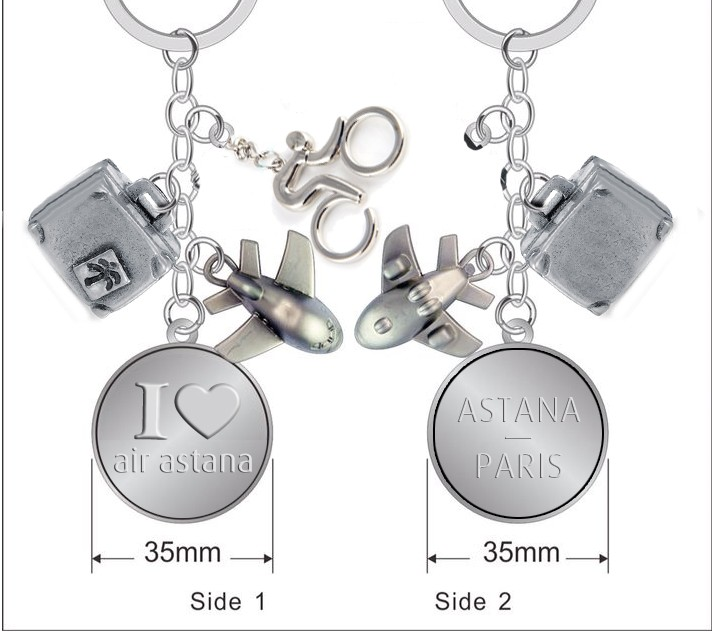 I ♡
air astana
ASTANA
—
PARIS
35mm
35mm
Side 1
Side 2